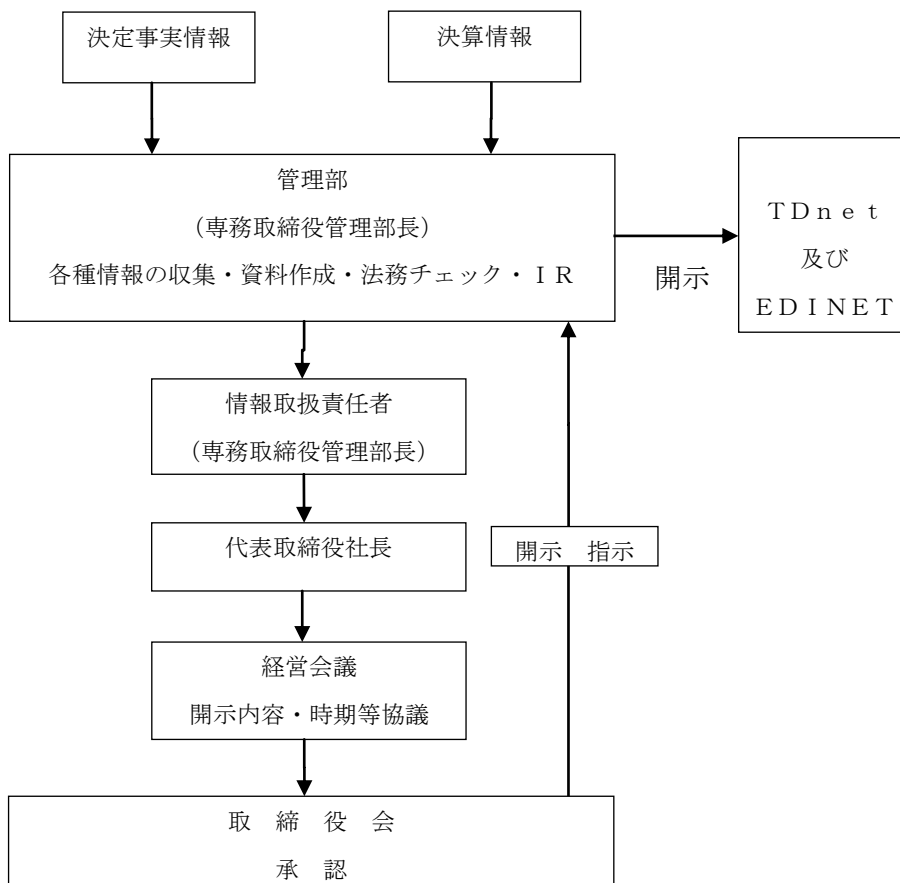 決定事実情報
決算情報
管理部
（専務取締役管理部長）
各種情報の収集・資料作成・法務チェック・ＩＲ
ＴＤｎｅｔ
及び
ＥＤＩＮＥＴ
開示
情報取扱責任者
（専務取締役管理部長）
代表取締役社長
開示　指示
経営会議
開示内容・時期等協議
取　締　役　会
承　認